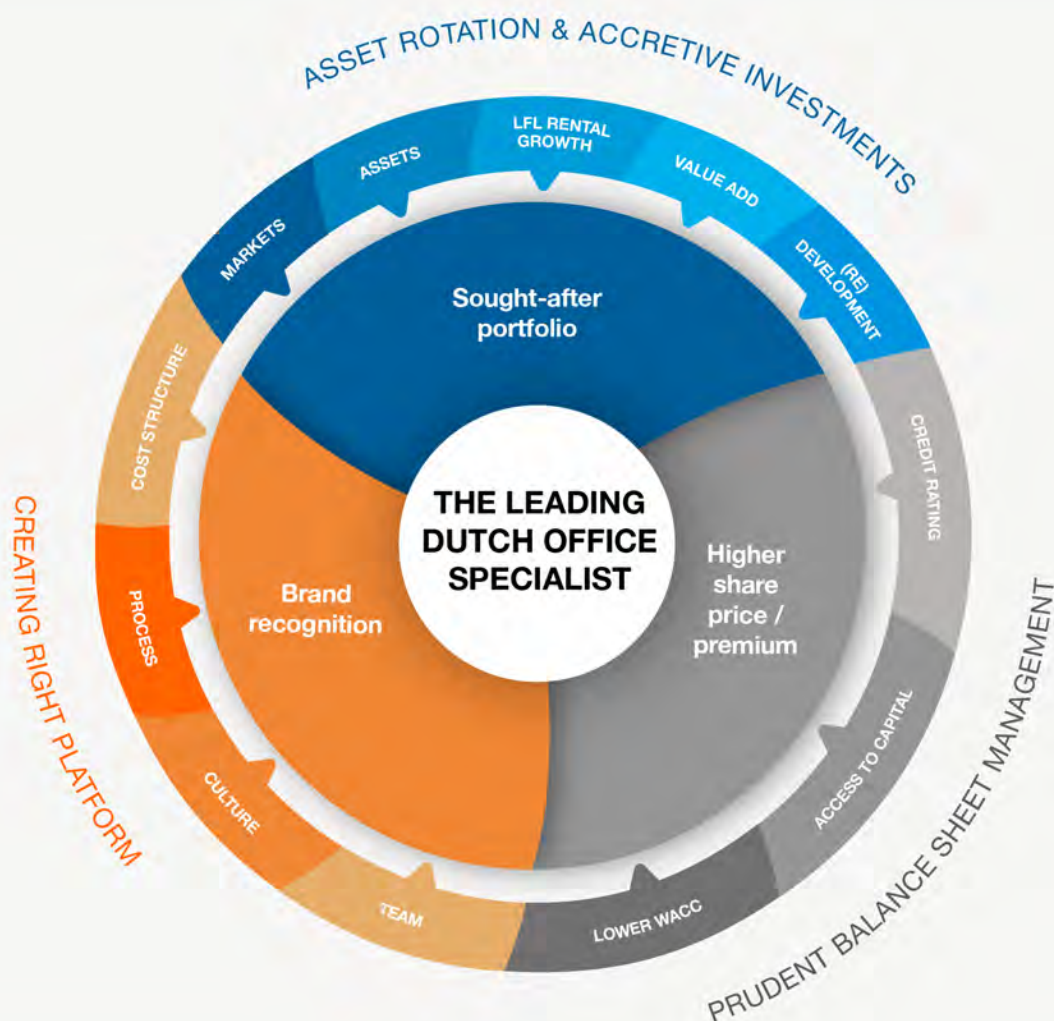 ASSET ROTATION & ACCRETIVE INVESTMENTS
MARKETS
ASSETS
LFL RENTAL
GROWTH
VALUE ADD
(RE)
DEVELOPMENT
CREDIT RATING
ACCESS TO CAPITAL
LOWER WACC
TEAM
CULTURE
PROCESS
COST STRUCTURE
Sought-after
portfolio
THE LEADING
DUTCH OFFICE
SPECIALIST
Higher
share
price /
premium
Brand
recognition
CREATING RIGHT PLATFORM
PRUDENT BALANCE SHEET MANAGEMENT